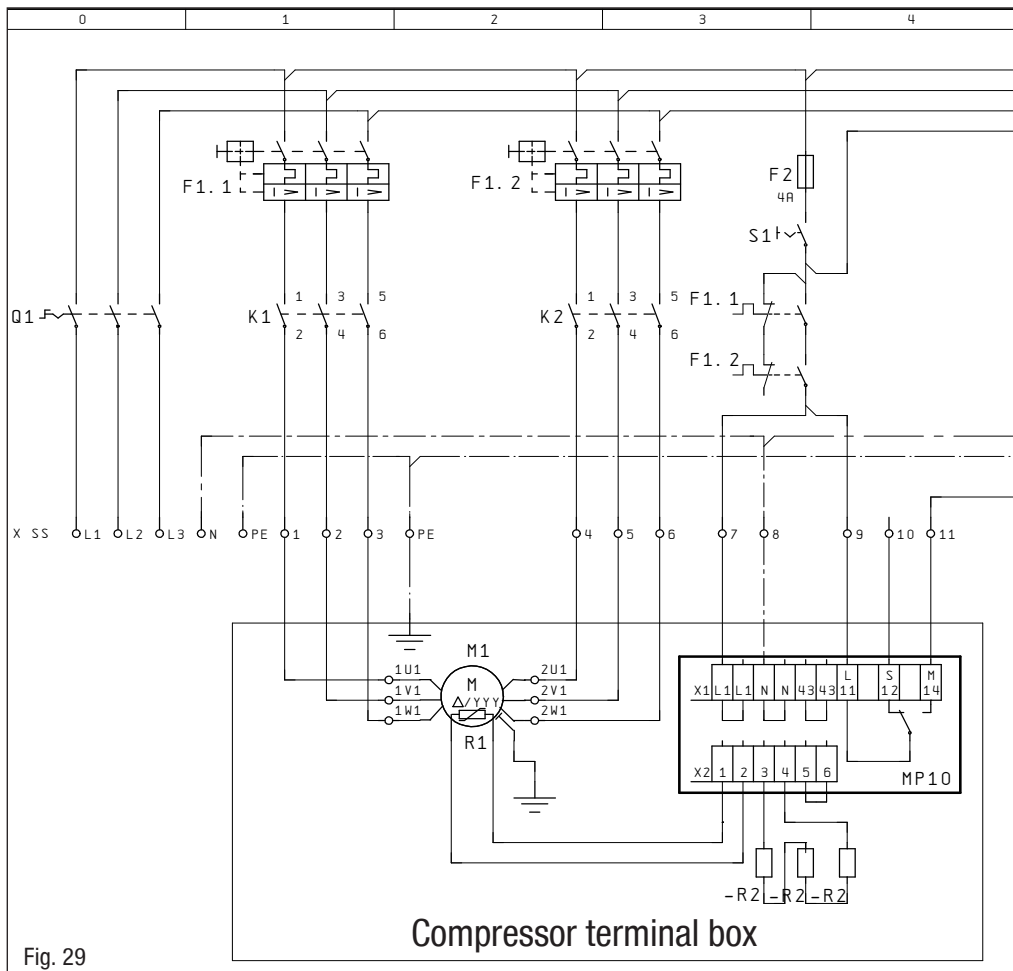 0 1 2 3 4
F1.1
F1.2
F2
4A
S1
I> I> I>
I> I> I>
Q1
K1
1 3 5
2 4 6
K2
1 3 5
2 4 6
F1.1
F1.2
X SS L1 L2 L3 N PE 1 2 3 PE 4 5 6 7 8 9 10 11
M1
1U1
1V1
1W1
M
Δ/YYY
2U1
2V1
2W1
R1
X1 L1 L1 N N 43 43 L 11 S 12 M 14
X2 1 2 3 4 5 6
MP10
-R2 -R2 -R2
Compressor terminal box
Fig. 29